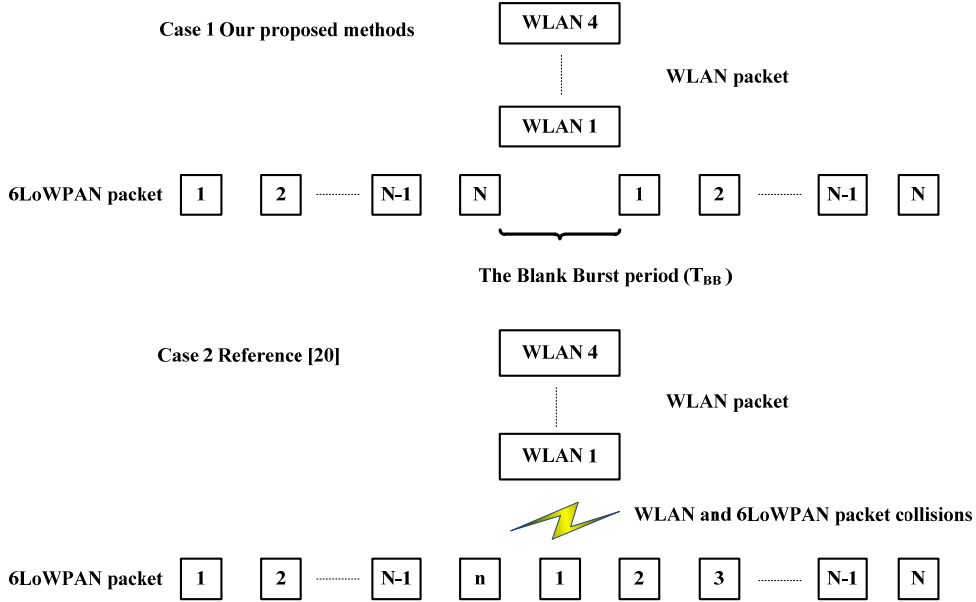 Case 1 Our proposed methods
WLAN 4
WLAN packet
WLAN 1
6LoWPAN packet 1 2 N-1 N 1 2 N-1 N
The Blank Burst period (TBB)
Case 2 Reference [20]
WLAN 4
WLAN packet
WLAN 1
WLAN and 6LoWPAN packet collisions
6LoWPAN packet 1 2 N-1 n 1 2 3 N-1 N